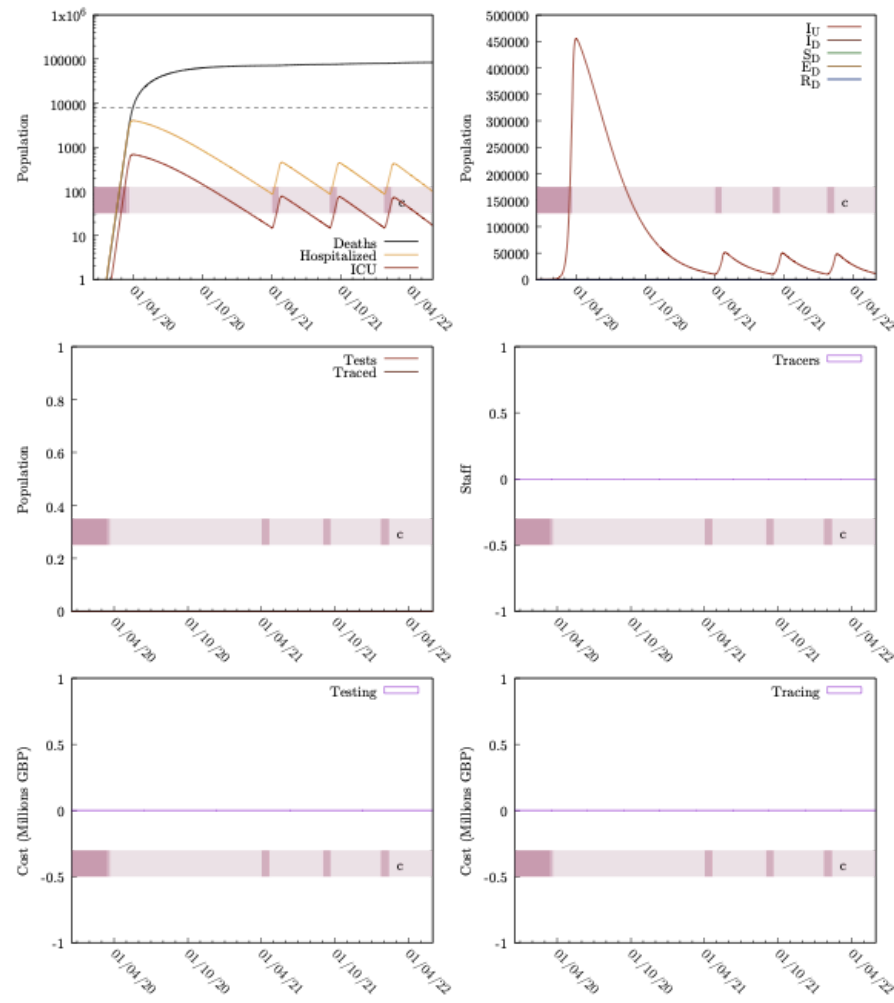 1x10⁶
100000
10000
1000
100
10
1
Population
c
Deaths
Hospitalized
ICU
01/04/20
01/10/20
01/04/21
01/10/21
01/04/22
500000
450000
400000
350000
300000
250000
200000
150000
100000
50000
0
Population
I_U
I_D
S_D
E_D
R_D
c
01/04/20
01/10/20
01/04/21
01/10/21
01/04/22
1
0.8
0.6
0.4
0.2
0
Population
Tests
Traced
c
01/04/20
01/10/20
01/04/21
01/10/21
01/04/22
1
0.5
0
-0.5
-1
Staff
Tracers
c
01/04/20
01/10/20
01/04/21
01/10/21
01/04/22
1
0.5
0
-0.5
-1
Cost (Millions GBP)
Testing
c
01/04/20
01/10/20
01/04/21
01/10/21
01/04/22
1
0.5
0
-0.5
-1
Cost (Millions GBP)
Tracing
c
01/04/20
01/10/20
01/04/21
01/10/21
01/04/22